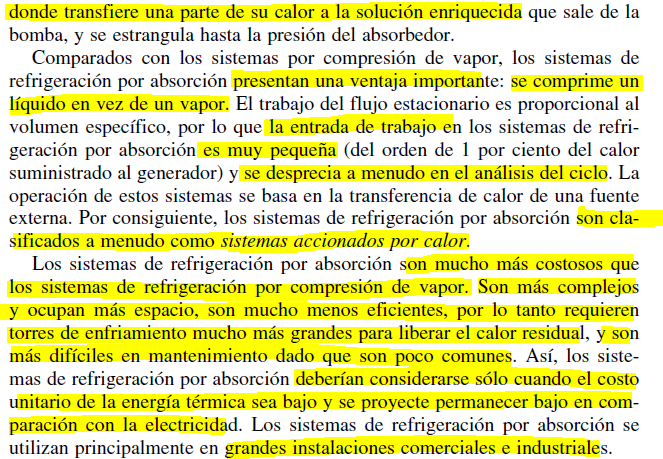 donde transfiere una parte de su calor a la solución enriquecida que sale de la
bomba, y se estrangula hasta la presión del absorbedor.
Comparados con los sistemas por compresión de vapor, los sistemas de
refrigeración por absorción presentan una ventaja importante: se comprime un
líquido en vez de un vapor. El trabajo del flujo estacionario es proporcional al
volumen específico, por lo que la entrada de trabajo en los sistemas de refri-
geración por absorción es muy pequeña (del orden de 1 por ciento del calor
suministrado al generador) y se desprecia a menudo en el análisis del ciclo. La
operación de estos sistemas se basa en la transferencia de calor de una fuente
externa. Por consiguiente, los sistemas de refrigeración por absorción son cla-
sificados a menudo como sistemas accionados por calor.
Los sistemas de refrigeración por absorción son mucho más costosos que
los sistemas de refrigeración por compresión de vapor. Son más complejos
y ocupan más espacio, son mucho menos eficientes, por lo tanto requieren
torres de enfriamiento mucho más grandes para liberar el calor residual, y son
más difíciles en mantenimiento dado que son poco comunes. Así, los siste-
mas de refrigeración por absorción deberían considerarse sólo cuando el costo
unitario de la energía térmica sea bajo y se proyecte permanecer bajo en com-
paración con la electricidad. Los sistemas de refrigeración por absorción se
utilizan principalmente en grandes instalaciones comerciales e industriales.